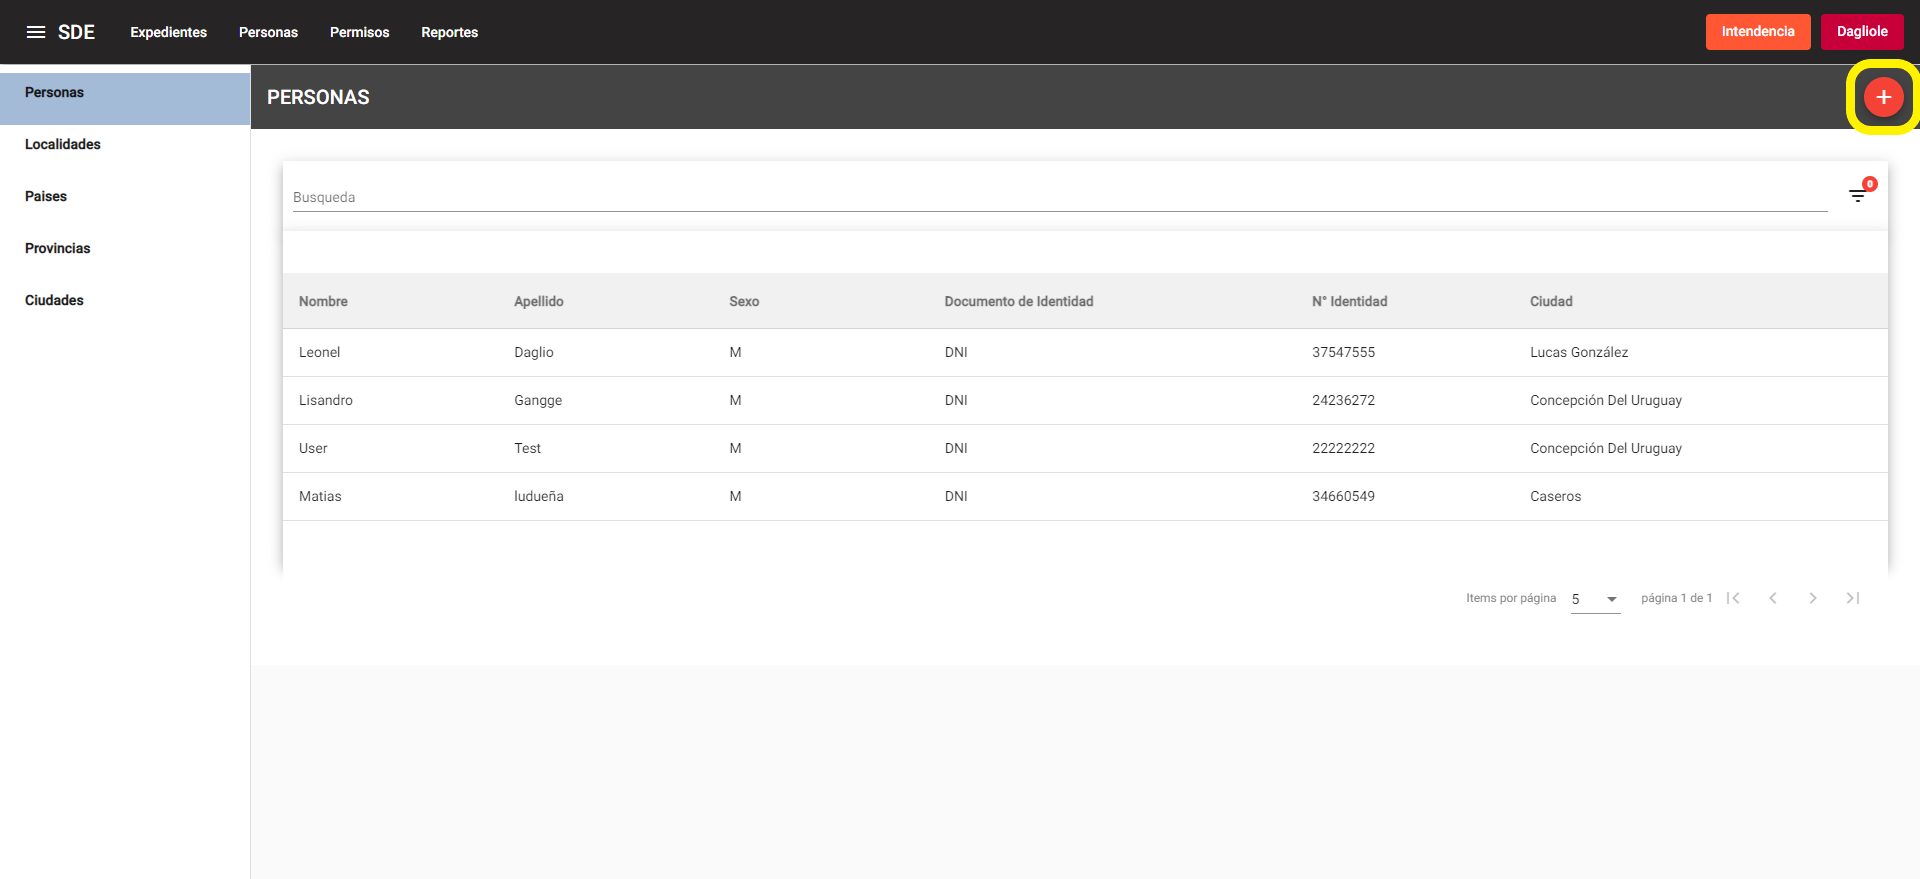 SDE Expedientes Personas Permisos Reportes Intendencia Dagliole
Personas
Localidades
Paises
Provincias
Ciudades
PERSONAS +
Busqueda 0
Nombre Apellido Sexo Documento de Identidad N° Identidad Ciudad
Leonel Daglio M DNI 37547555 Lucas González
Lisandro Gangge M DNI 24236272 Concepción Del Uruguay
User Test M DNI 22222222 Concepción Del Uruguay
Matias ludueña M DNI 34660549 Caseros
Items por página 5 página 1 de 1